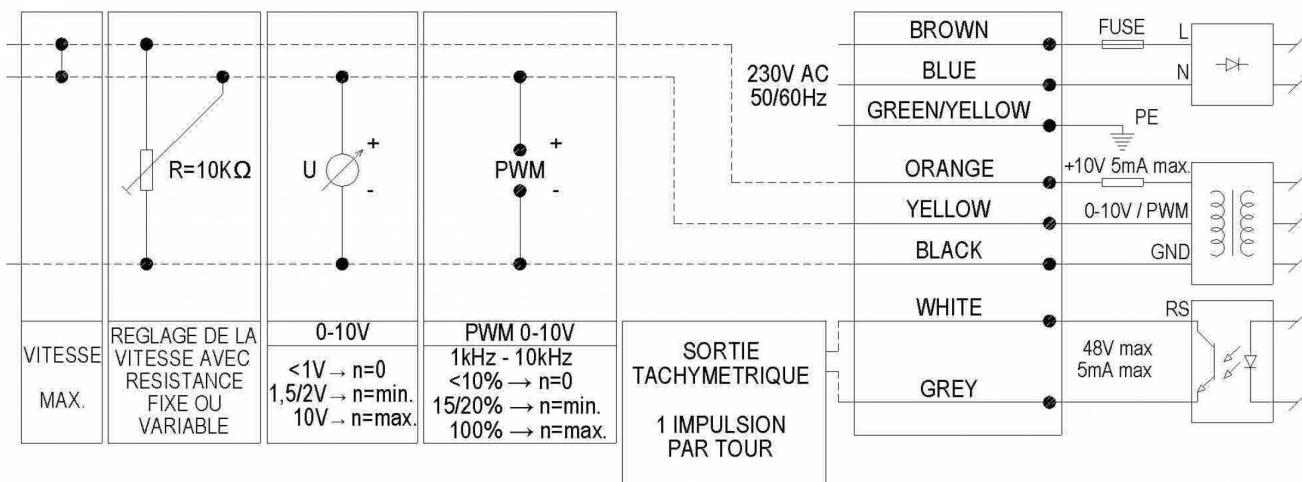 BROWN
FUSE
L
BLUE
N
230V AC
50/60Hz
GREEN/YELLOW
PE
R=10KΩ
U
+
-
+
PWM
-
ORANGE
+10V 5mA max.
YELLOW
0-10V / PWM
BLACK
GND
WHITE
RS
48V max
5mA max
GREY
VITESSE
MAX.
REGLAGE DE LA
VITESSE AVEC
RESISTANCE
FIXE OU
VARIABLE
0-10V
<1V → n=0
1,5/2V → n=min.
10V → n=max.
PWM 0-10V
1kHz - 10kHz
<10% → n=0
15/20% → n=min.
100% → n=max.
SORTIE
TACHYMETRIQUE
1 IMPULSION
PAR TOUR